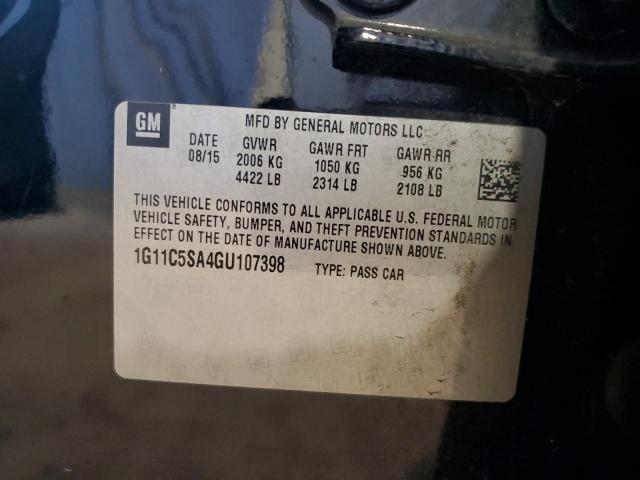 GM MFD BY GENERAL MOTORS LLC
DATE GVWR GAWR FRT GAWR RR
08/15 2006 KG 1050 KG 956 KG
4422 LB 2314 LB 2108 LB
THIS VEHICLE CONFORMS TO ALL APPLICABLE U.S. FEDERAL MOTOR
VEHICLE SAFETY, BUMPER, AND THEFT PREVENTION STANDARDS IN
EFFECT ON THE DATE OF MANUFACTURE SHOWN ABOVE.
1G11C5SA4GU107398 TYPE: PASS CAR